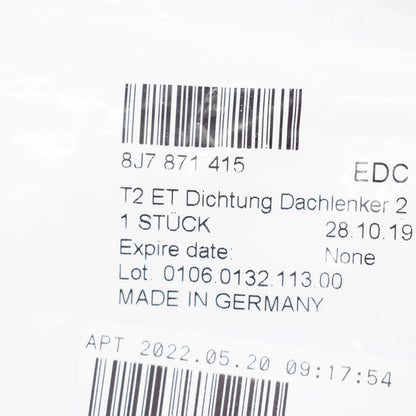 8J7 871 415 EDC
T2 ET Dichtung Dachlenker 2
1 STÜCK 28.10.19
Expire date: None
Lot. 0106.0132.113.00
MADE IN GERMANY
APT 2022.05.20 09:17:54